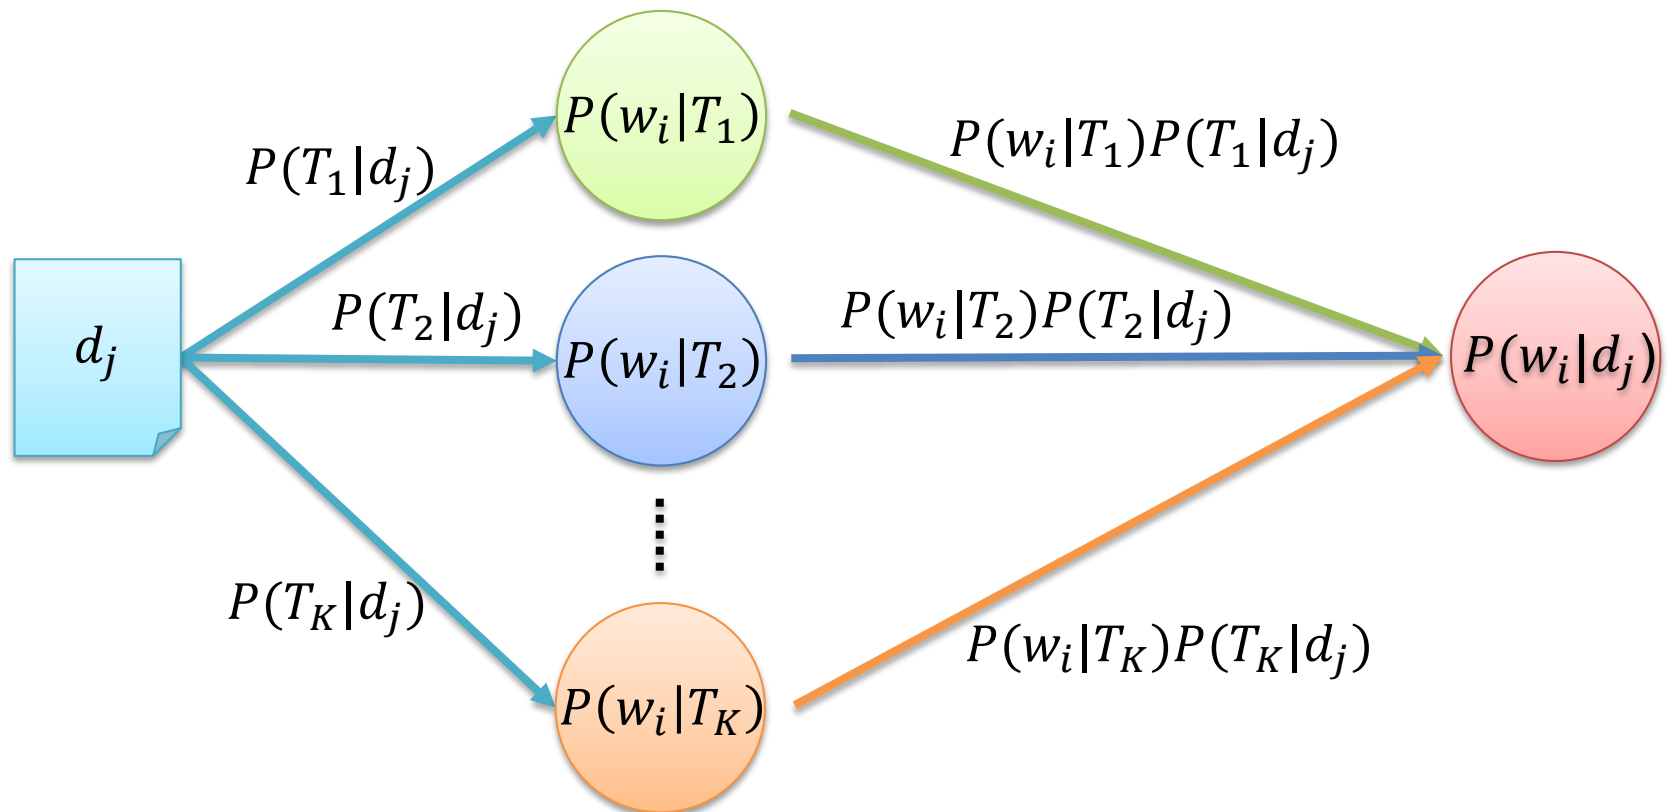 d_j
P(T_1|d_j)
P(T_2|d_j)
P(T_K|d_j)
P(w_i|T_1)
P(w_i|T_2)
P(w_i|T_K)
P(w_i|T_1)P(T_1|d_j)
P(w_i|T_2)P(T_2|d_j)
P(w_i|T_K)P(T_K|d_j)
P(w_i|d_j)